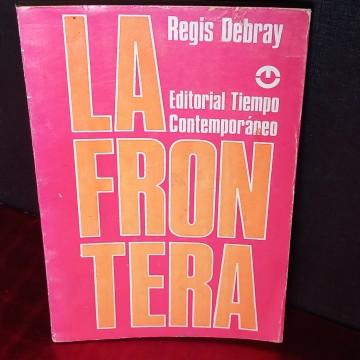 Regis Debray
LA
Editorial Tiempo
Contemporáneo
FRON
TERA